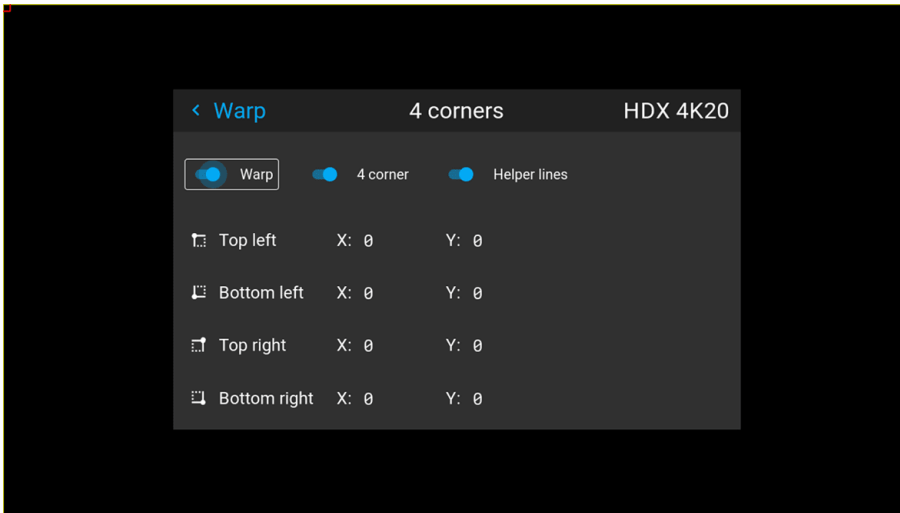 Warp 4 corners HDX 4K20
Warp 4 corner Helper lines
Top left X: 0 Y: 0
Bottom left X: 0 Y: 0
Top right X: 0 Y: 0
Bottom right X: 0 Y: 0